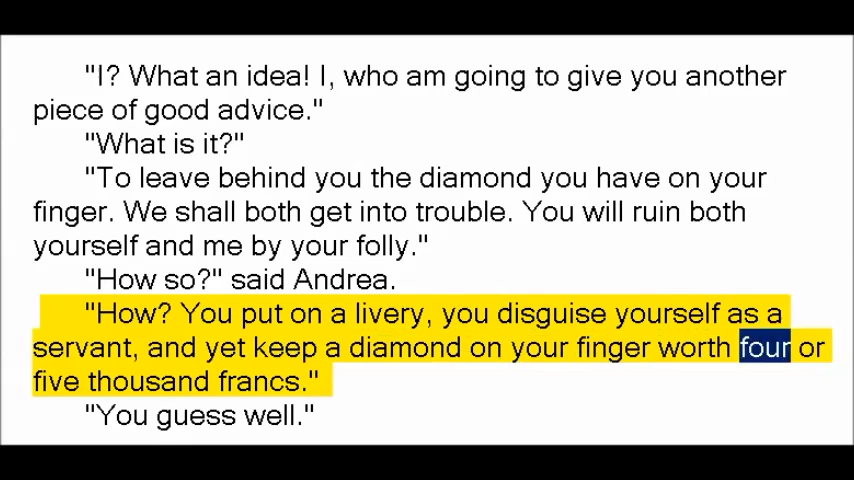 "I? What an idea! I, who am going to give you another
piece of good advice."
"What is it?"
"To leave behind you the diamond you have on your
finger. We shall both get into trouble. You will ruin both
yourself and me by your folly."
"How so?" said Andrea.
"How? You put on a livery, you disguise yourself as a
servant, and yet keep a diamond on your finger worth four or
five thousand francs."
"You guess well."